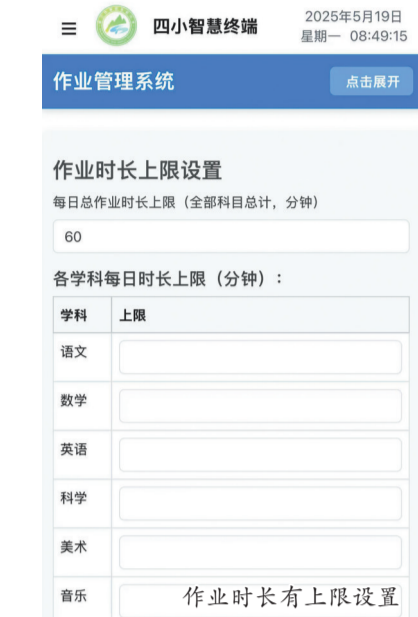 四小智慧终端
2025年5月19日
星期一 08:49:15
作业管理系统
点击展开
作业时长上限设置
每日总作业时长上限（全部科目总计，分钟）
60
各学科每日时长上限（分钟）：
学科 上限
语文
数学
英语
科学
美术
音乐
作业时长有上限设置